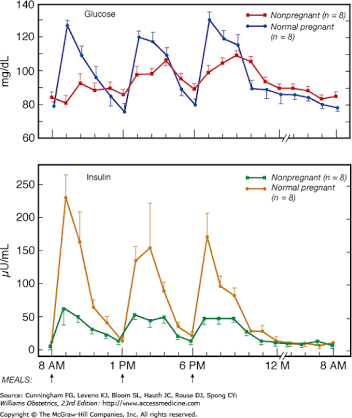 Glucose
Nonpregnant (n = 8)
Normal pregnant
(n = 8)
mg/dL
140
120
100
80
60
Insulin
Nonpregnant (n = 8)
Normal pregnant
(n = 8)
µU/mL
250
200
150
100
50
0
8 AM 1 PM 6 PM 12 M 8 AM
MEALS:
Source: Cunningham FG, Leveno KJ, Bloom SL, Hauth JC, Rouse DJ, Spong CY:
Williams Obstetrics, 23rd Edition: http://www.accessmedicine.com
Copyright © The McGraw-Hill Companies, Inc. All rights reserved.